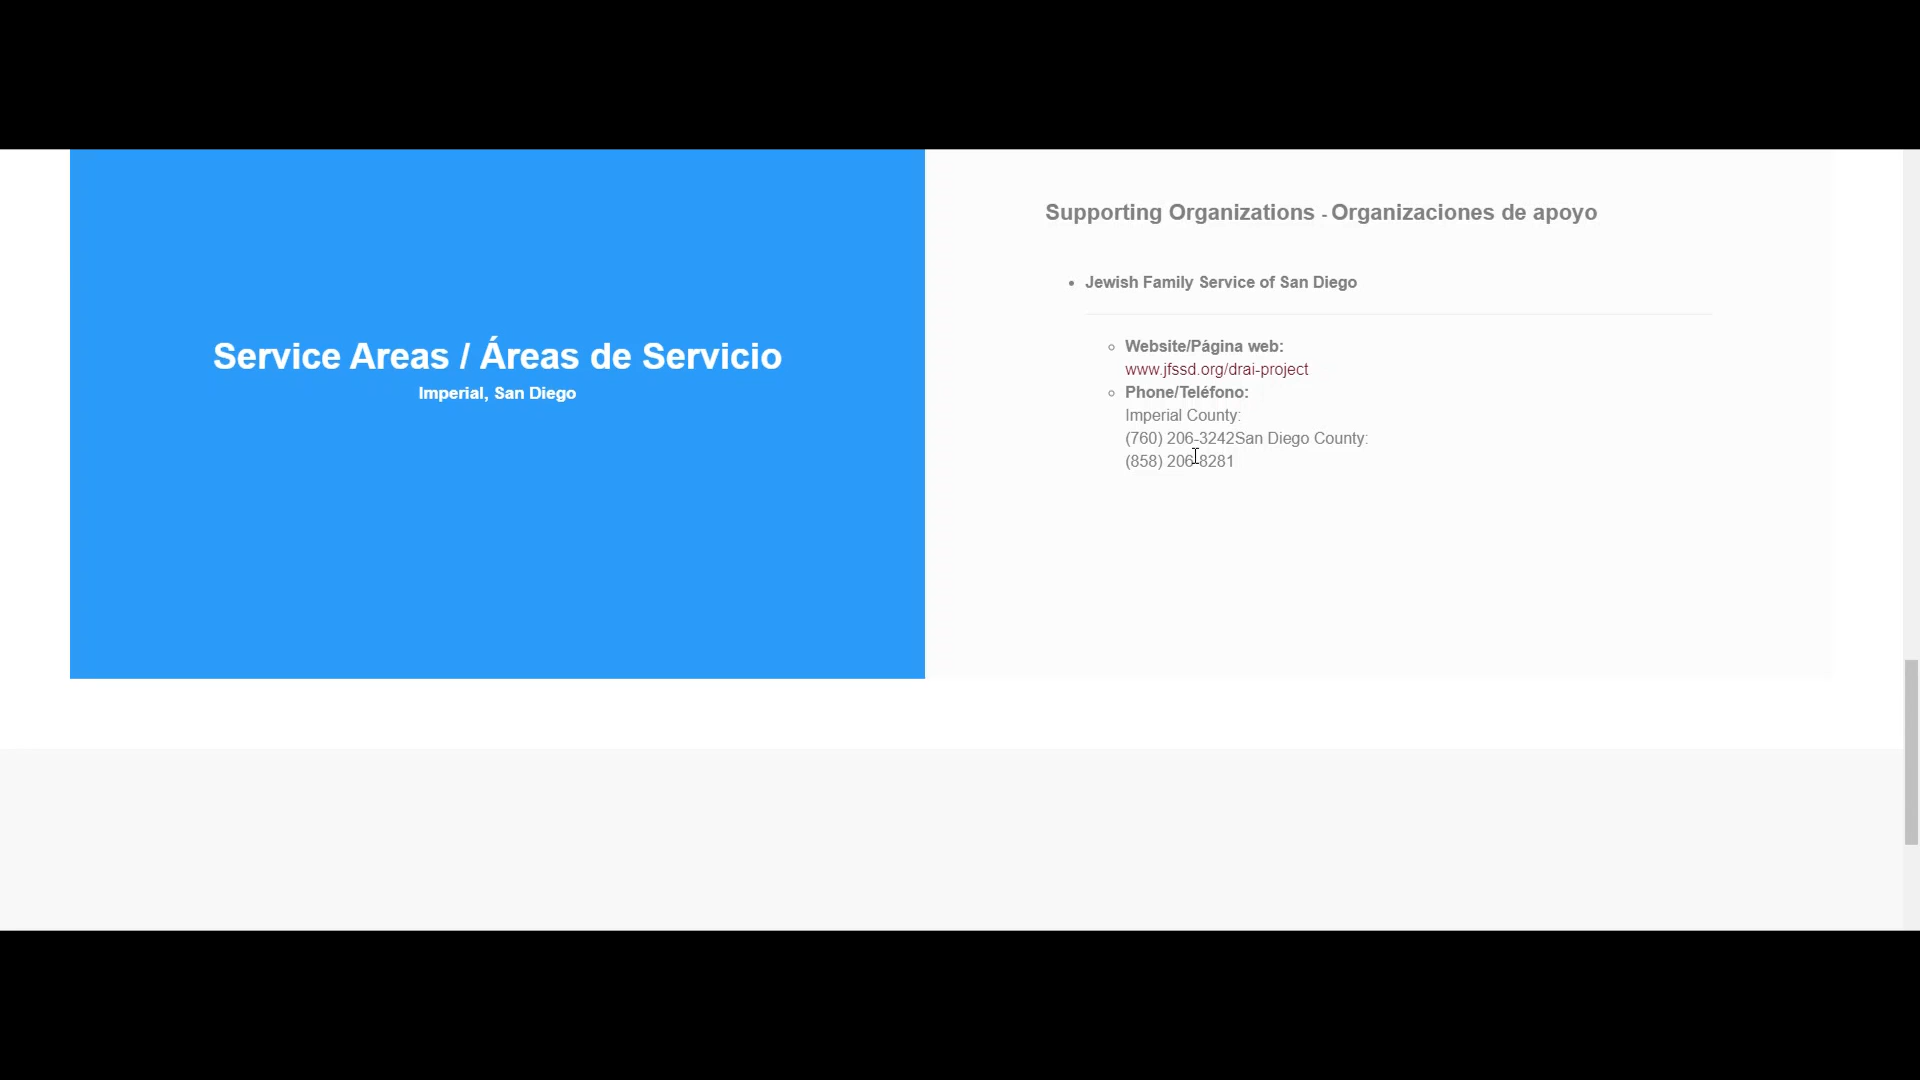 Service Areas / Áreas de Servicio
Imperial, San Diego
Supporting Organizations - Organizaciones de apoyo
Jewish Family Service of San Diego
Website/Página web:
www.jfssd.org/drai-project
Phone/Teléfono:
Imperial County:
(760) 206-3242San Diego County:
(858) 206-8281